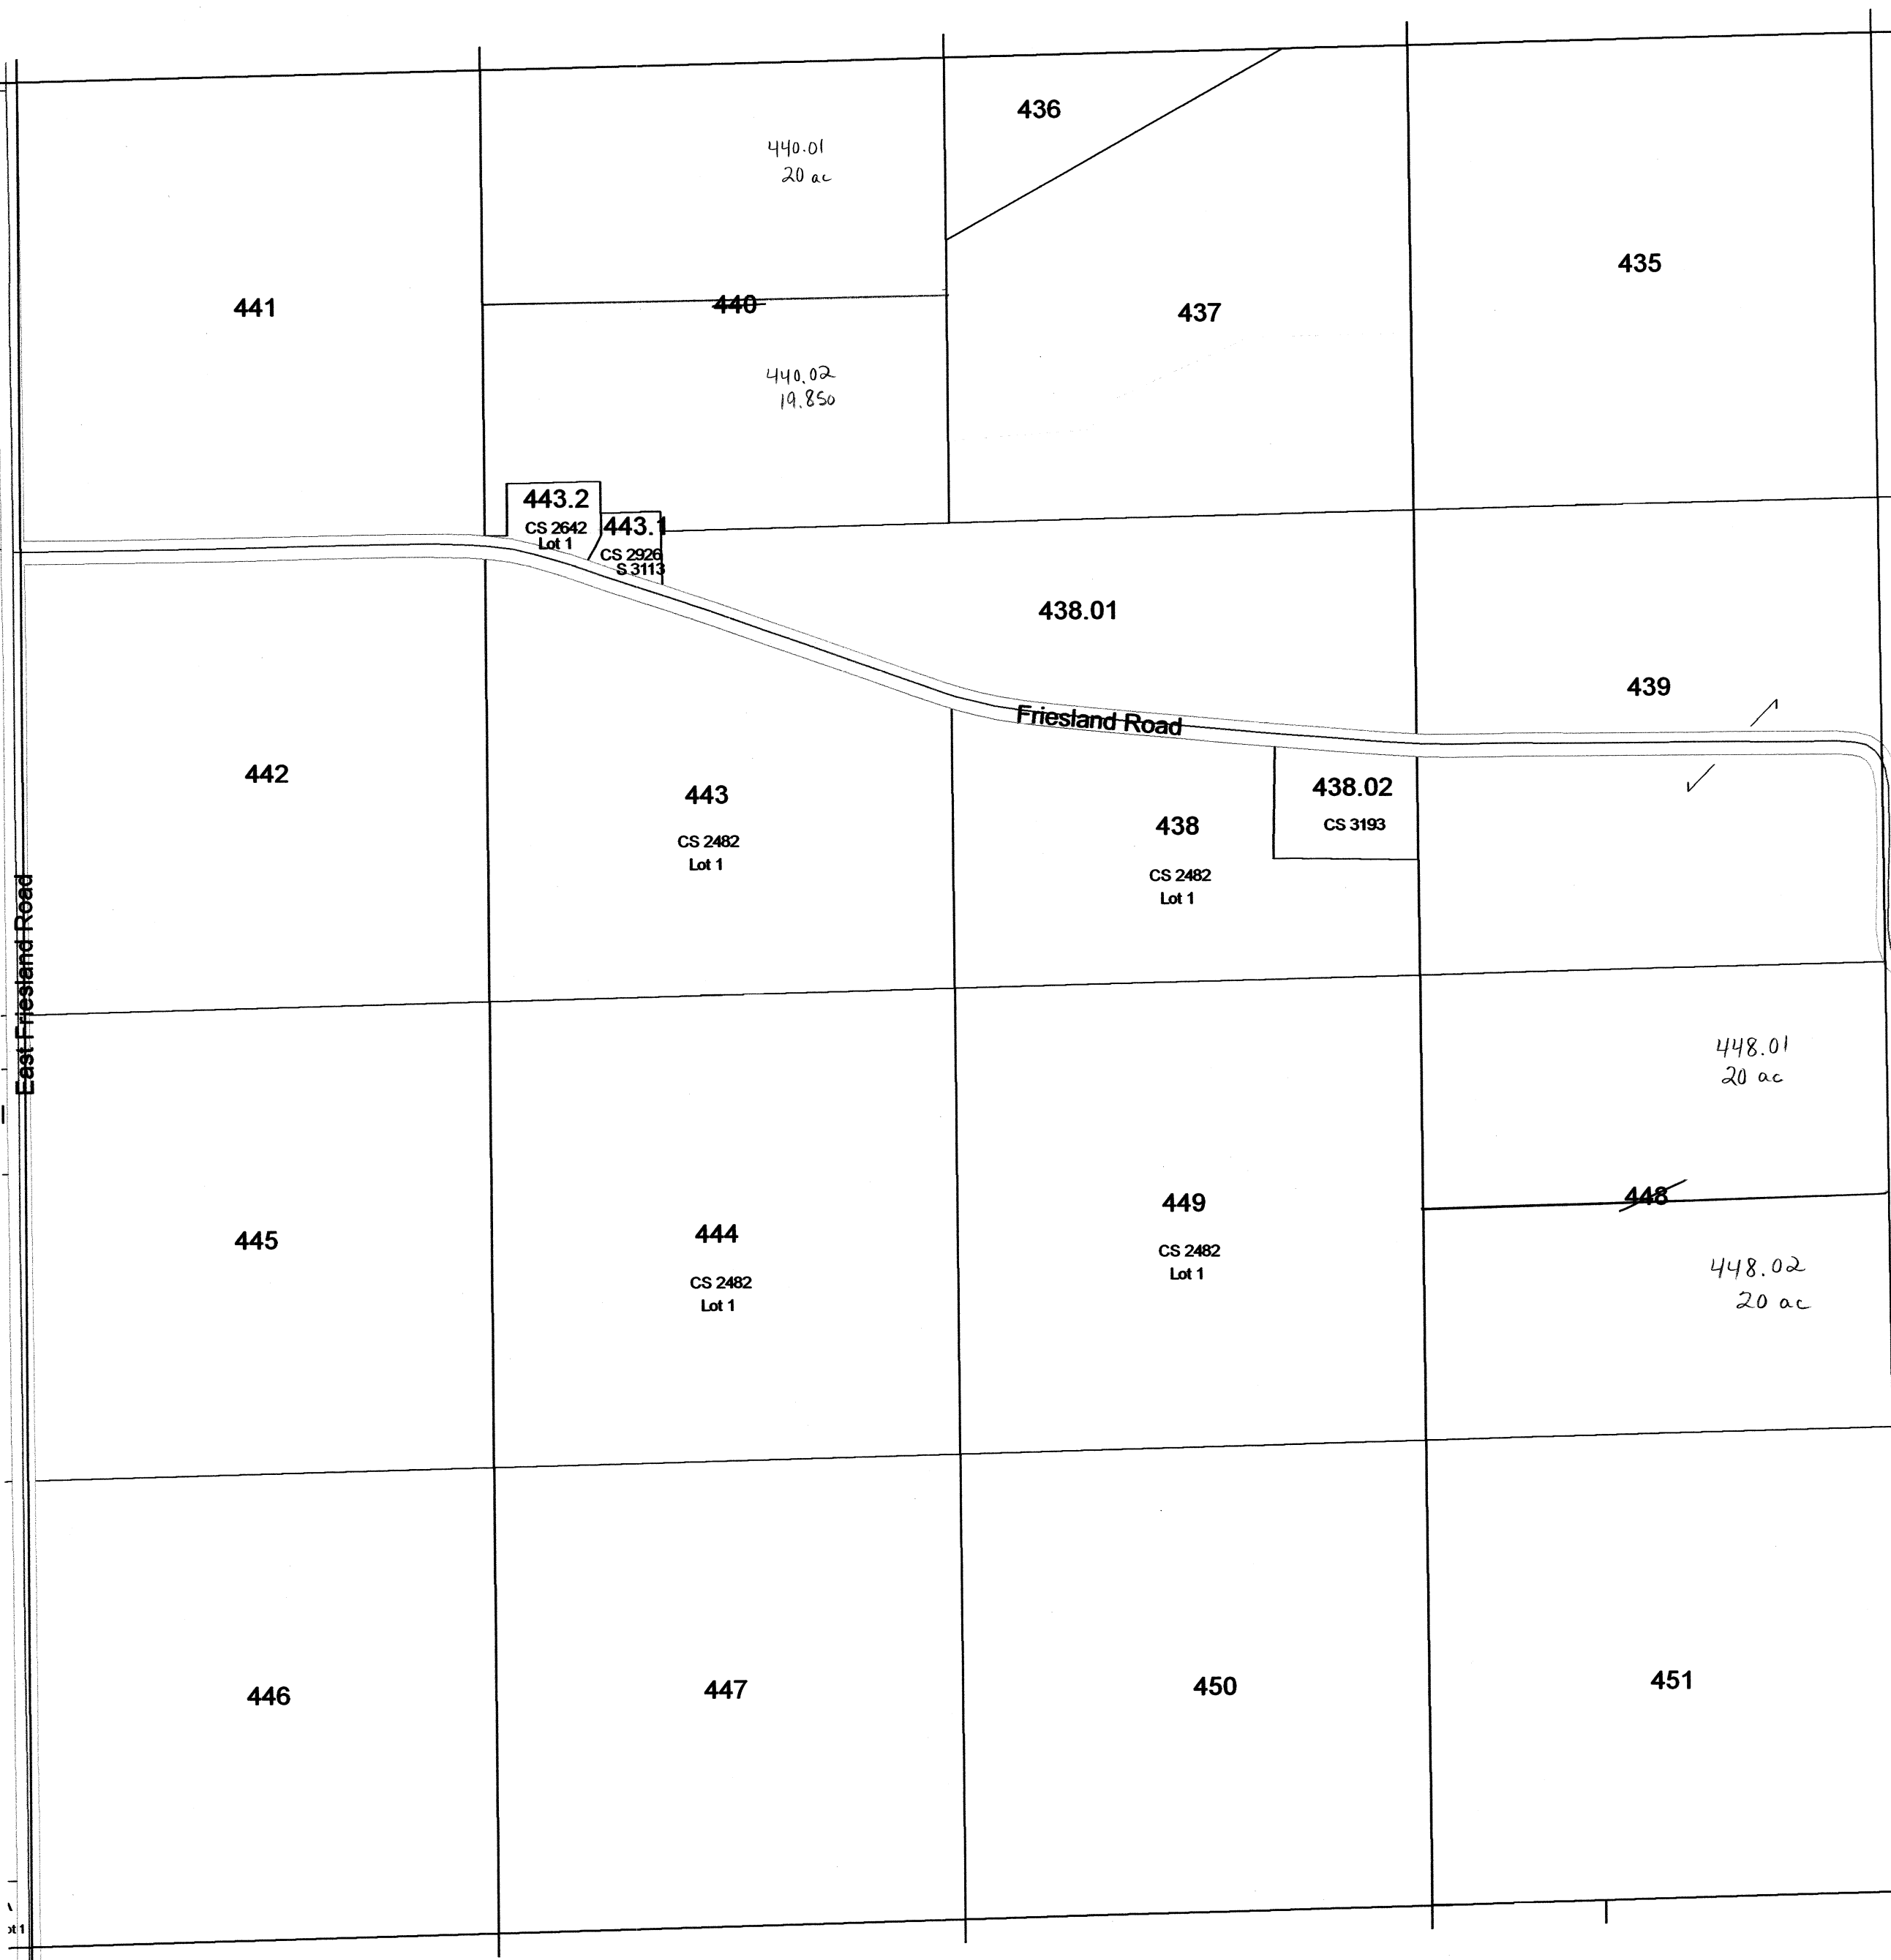 436
440.01
20 ac
435
441
440
437
440.02
19.850
443.2
CS 2642
Lot 1
443.1
CS 2926
S 3113
438.01
439
Friesland Road
442
443
CS 2482
Lot 1
438
CS 2482
Lot 1
438.02
CS 3193
East Friesland Road
448.01
20 ac
445
444
CS 2482
Lot 1
449
CS 2482
Lot 1
448
448.02
20 ac
446
447
450
451